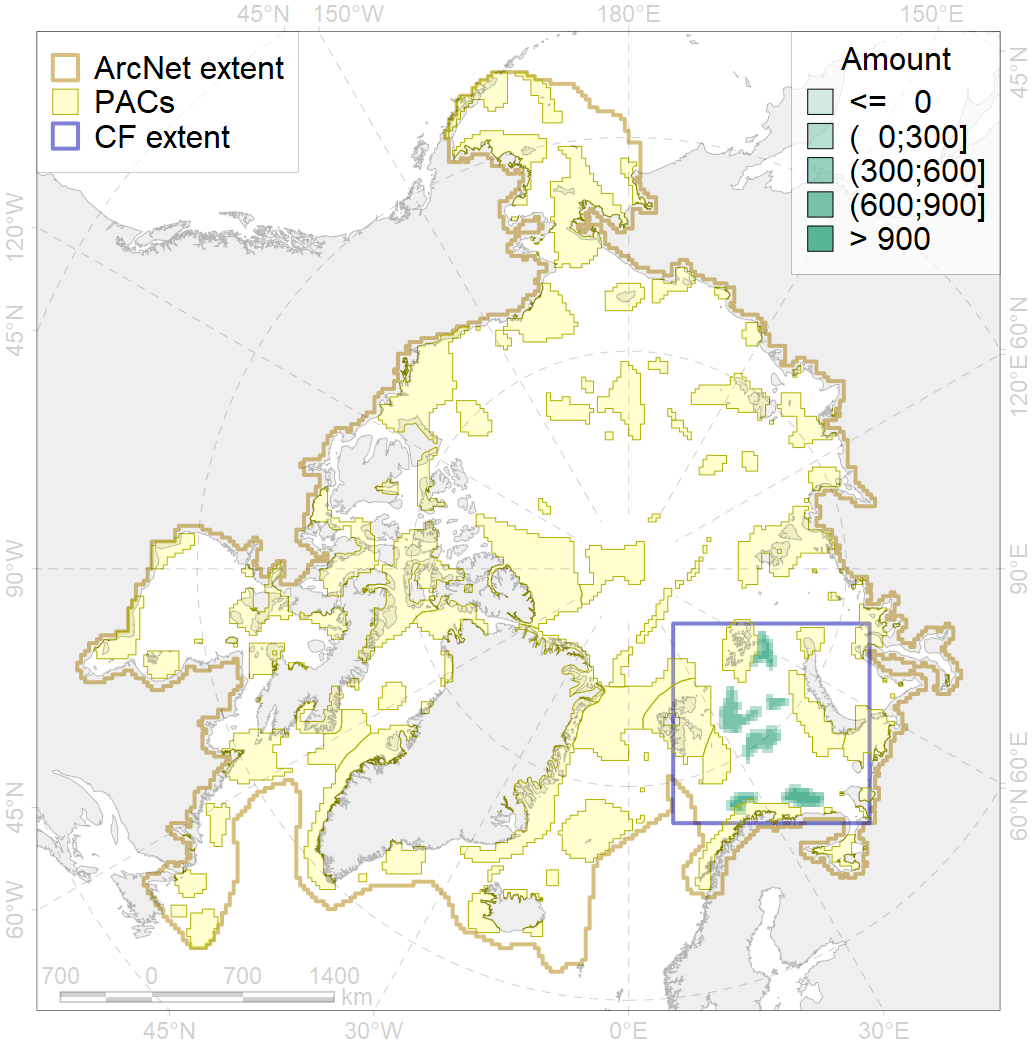 45°N 150°W 180°E 150°E
ArcNet extent
PACs
CF extent
Amount
<= 0
( 0;300]
(300;600]
(600;900]
> 900
45°N
120°W
45°N
90°W
45°N
60°W
60°N
120°E
90°E
60°E
60°N
700 0 700 1400
km
45°W 30°W 0°E 30°E